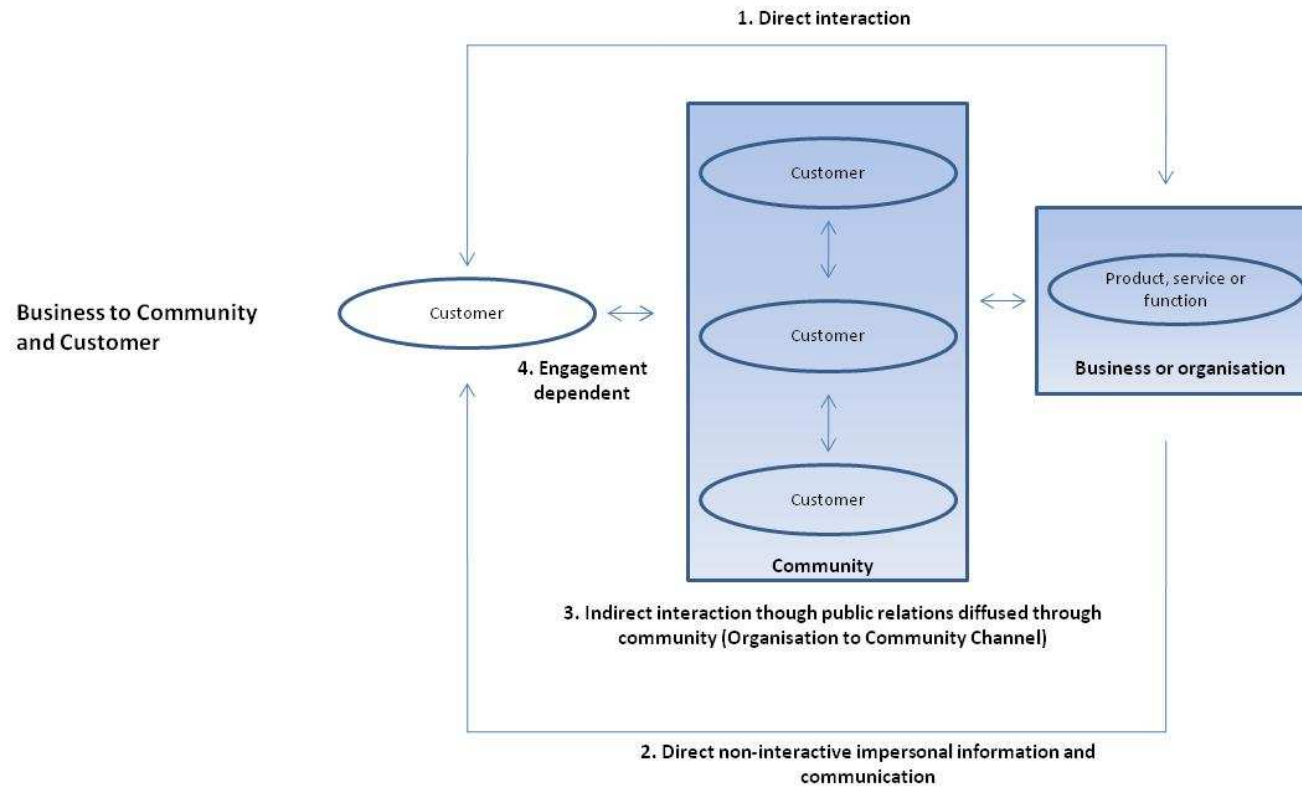 1. Direct interaction
Customer
Product, service or
function
Business to Community
and Customer
Customer
Customer
4. Engagement
dependent
Business or organisation
Customer
Community
3. Indirect interaction though public relations diffused through
community (Organisation to Community Channel)
2. Direct non-interactive impersonal information and
communication